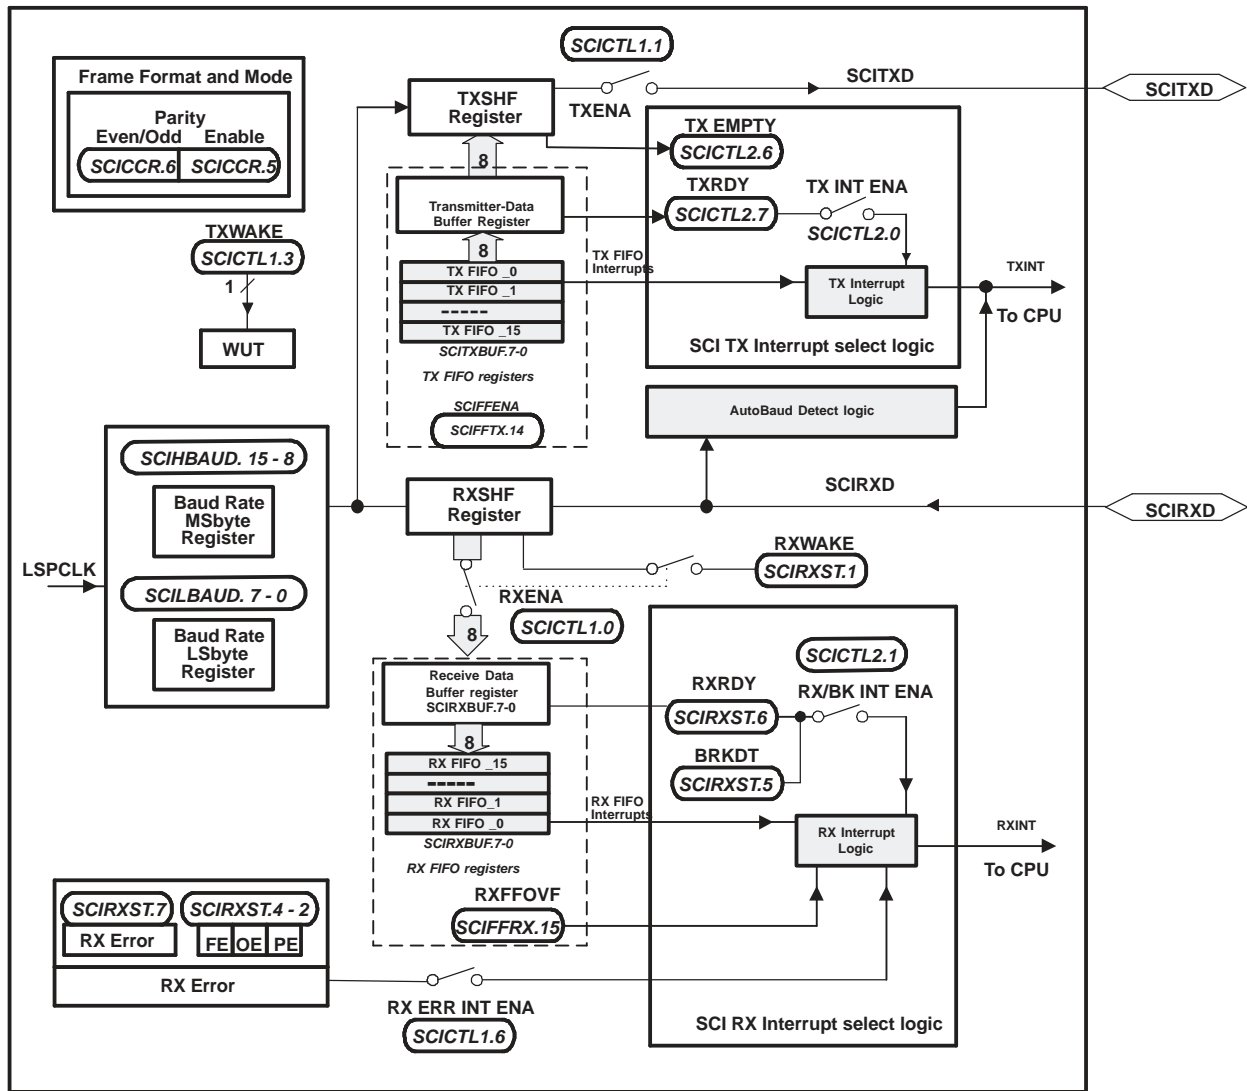 SCICTL1.1
Frame Format and Mode
Parity
Even/Odd Enable
SCICCR.6 SCICCR.5
TXSHF
Register
TXENA
SCITXD
SCITXD
TX EMPTY
SCICTL2.6
8
TXRDY
SCICTL2.7
TX INT ENA
SCICTL2.0
Transmitter-Data
Buffer Register
8
TXWAKE
SCICTL1.3
1
WUT
TX FIFO _0
TX FIFO _1
-----
TX FIFO _15
SCITXBUF.7-0
TX FIFO registers
SCIFFENA
SCIFFTX.14
TX FIFO
Interrupts
TX Interrupt
Logic
TXINT
To CPU
SCI TX Interrupt select logic
AutoBaud Detect logic
SCIHBAUD. 15 - 8
Baud Rate
MSbyte
Register
LSPCLK
SCILBAUD. 7 - 0
Baud Rate
LSbyte
Register
RXSHF
Register
SCIRXD
SCIRXD
RXWAKE
SCIRXST.1
RXENA
SCICTL1.0
8
Receive Data
Buffer register
SCIRXBUF.7-0
8
RX FIFO _15
-----
RX FIFO_1
RX FIFO _0
SCIRXBUF.7-0
RX FIFO registers
SCICTL2.1
RXRDY
SCIRXST.6
RX/BK INT ENA
BRKDT
SCIRXST.5
RX FIFO
Interrupts
RX Interrupt
Logic
RXINT
To CPU
RXFFOVF
SCIFFRX.15
SCIRXST.7 SCIRXST.4 - 2
RX Error FE OE PE
RX Error
RX ERR INT ENA
SCICTL1.6
SCI RX Interrupt select logic